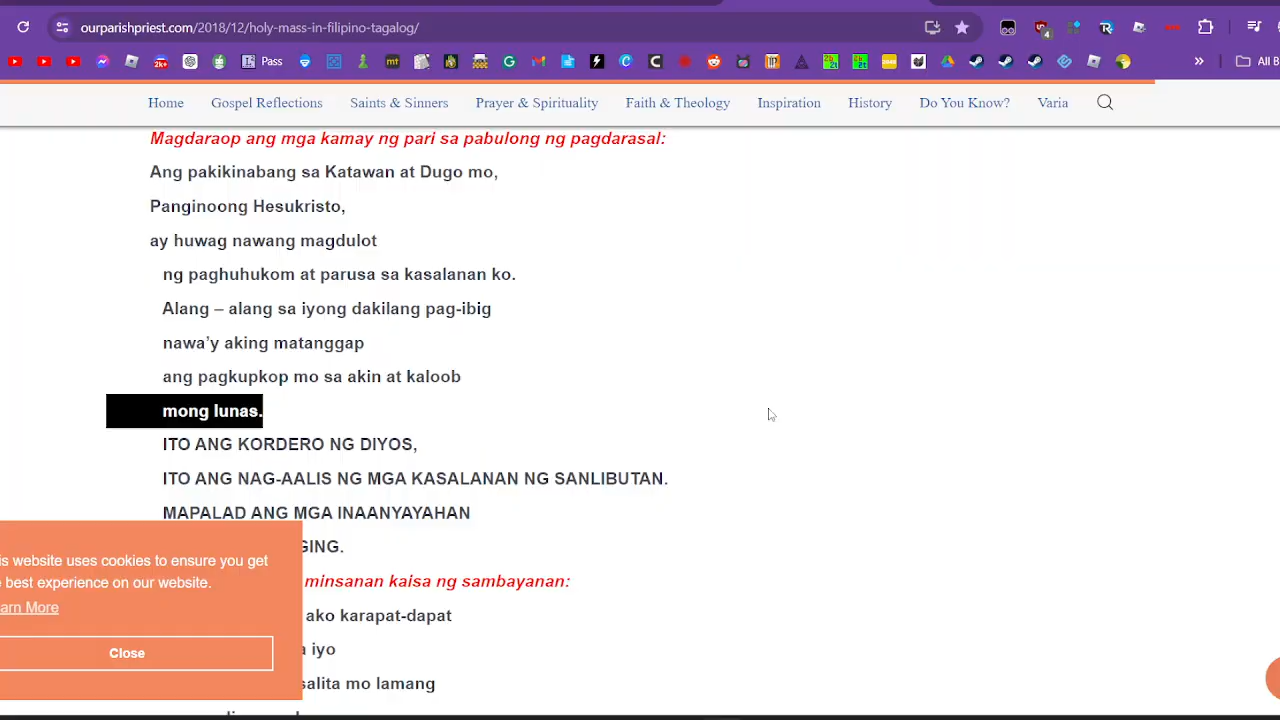 ourparishpriest.com/2018/12/holy-mass-in-filipino-tagalog/
Pass
All B
Home Gospel Reflections Saints & Sinners Prayer & Spirituality Faith & Theology Inspiration History Do You Know? Varia
Magdaraop ang mga kamay ng pari sa pabulong ng pagdarasal:
Ang pakikinabang sa Katawan at Dugo mo,
Panginoong Hesukristo,
ay huwag nawang magdulot
ng paghuhukom at parusa sa kasalanan ko.
Alang – alang sa iyong dakilang pag-ibig
nawa’y aking matanggap
ang pagkupkop mo sa akin at kaloob
mong lunas.
ITO ANG KORDERO NG DIYOS,
ITO ANG NAG-AALIS NG MGA KASALANAN NG SANLIBUTAN.
MAPALAD ANG MGA INAANYAYAHAN
GING.
minsanan kaisa ng sambayanan:
ako karapat-dapat
iyo
salita mo lamang
is website uses cookies to ensure you get
e best experience on our website.
arn More
Close